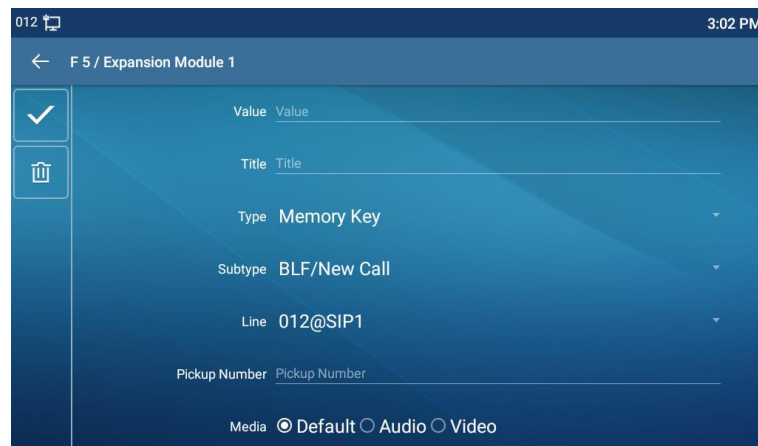 012 3:02 PM
F 5 / Expansion Module 1
Value Value
Title Title
Type Memory Key
Subtype BLF/New Call
Line 012@SIP1
Pickup Number Pickup Number
Media Default Audio Video